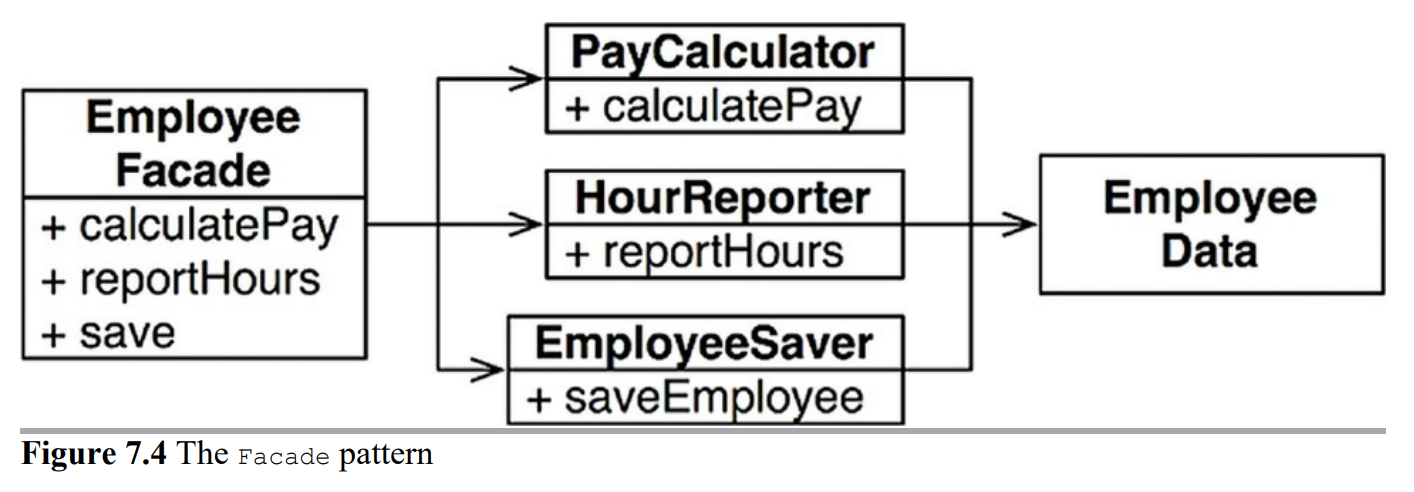 Employee
Facade
+ calculatePay
+ reportHours
+ save
PayCalculator
+ calculatePay
HourReporter
+ reportHours
EmployeeSaver
+ saveEmployee
Employee
Data
Figure 7.4 The Facade pattern